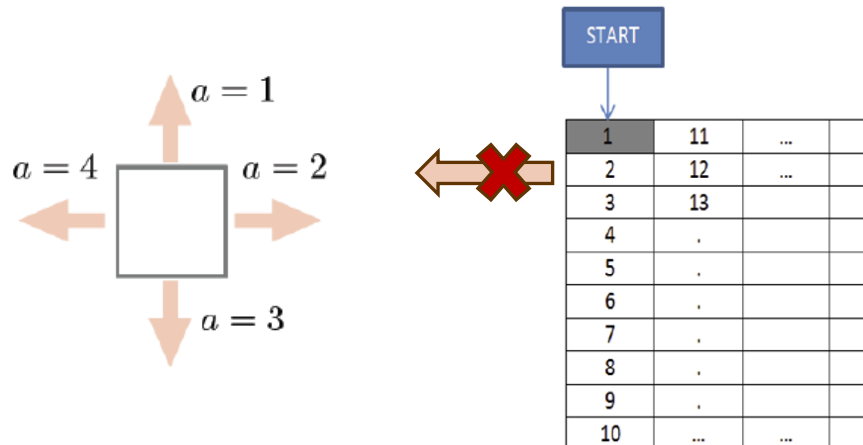 START
a = 1
a = 4
a = 2
a = 3
1 11 ...
2 12 ...
3 13
4 .
5 .
6 .
7 .
8 .
9 .
10 ... ...